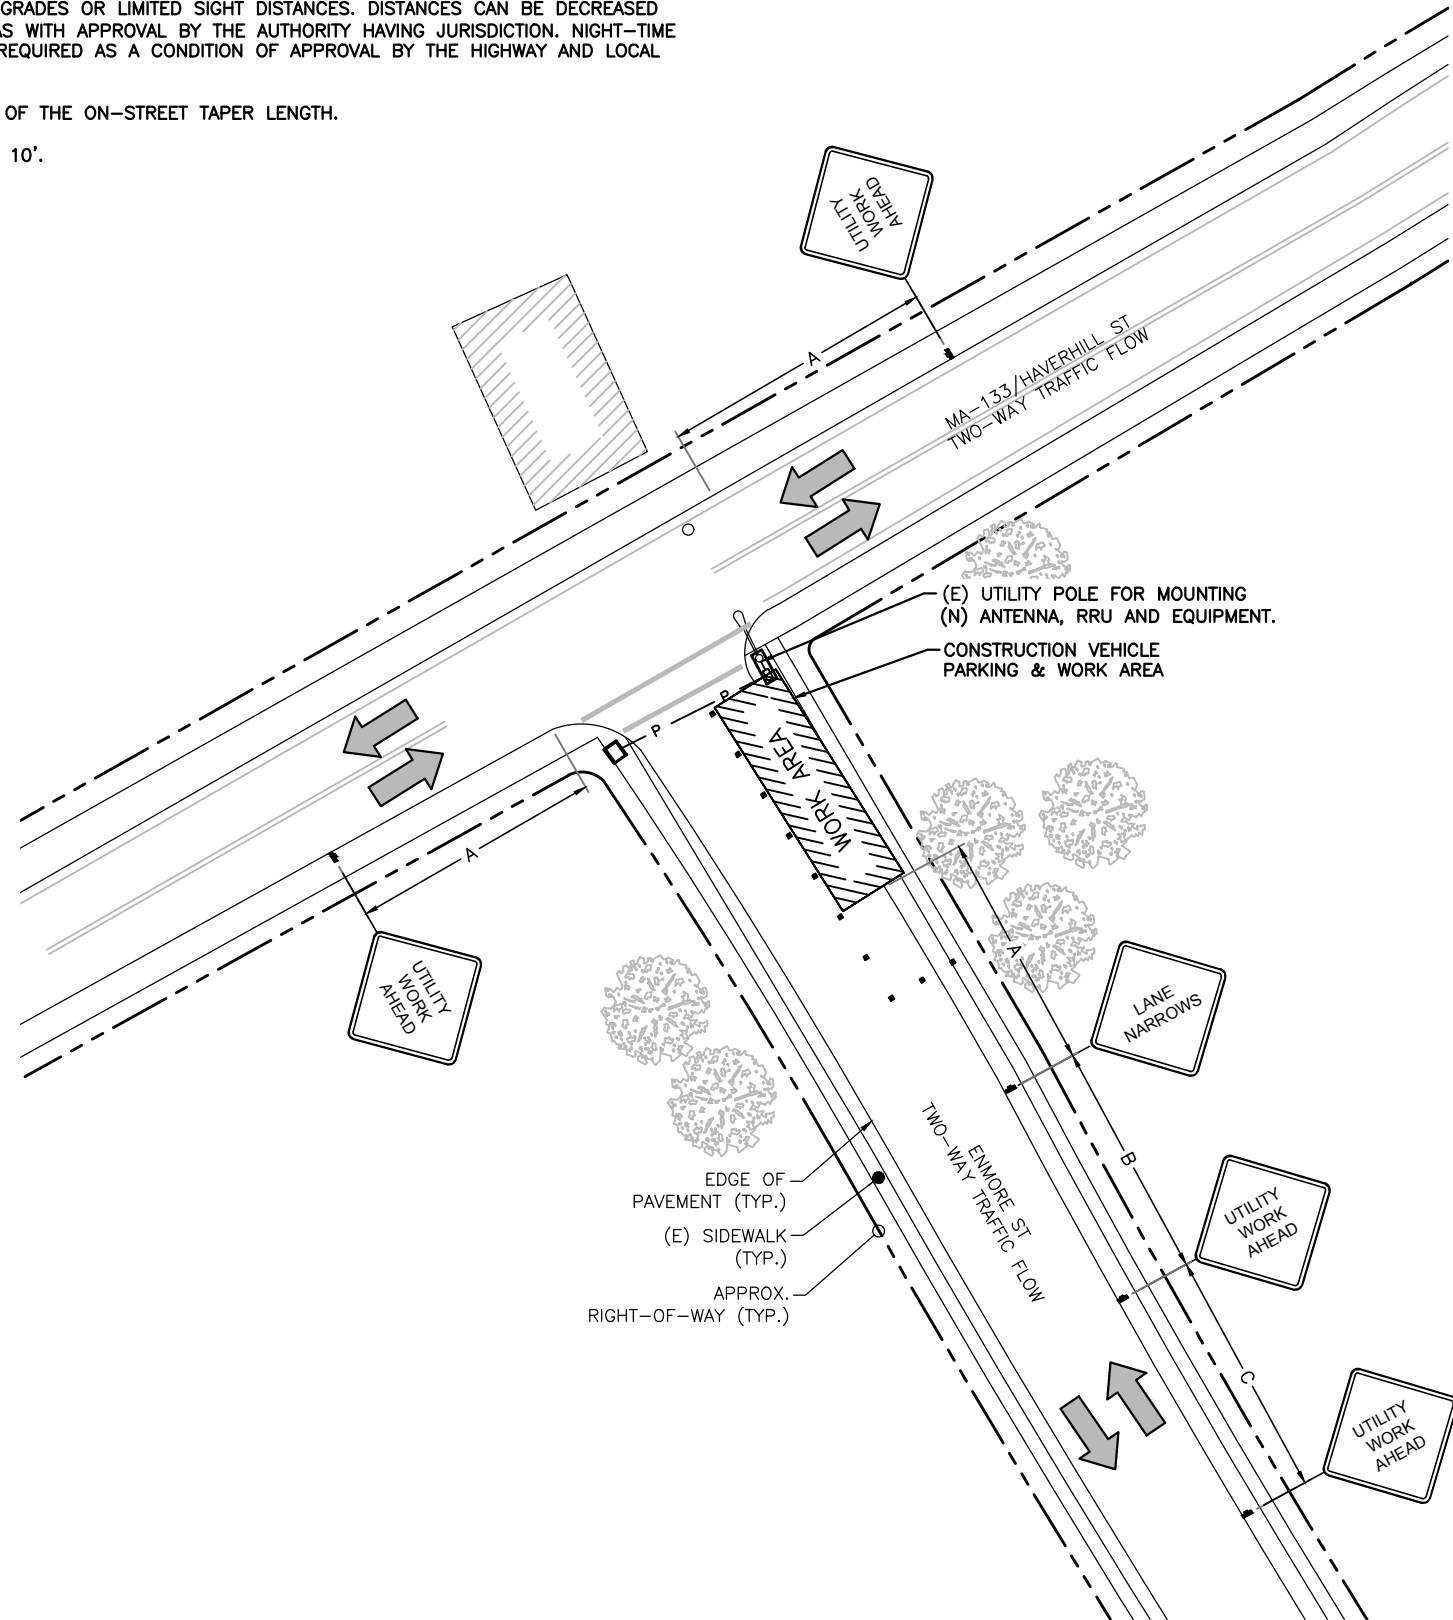 GRADES OR LIMITED SIGHT DISTANCES. DISTANCES CAN BE DECREASED
AS WITH APPROVAL BY THE AUTHORITY HAVING JURISDICTION. NIGHT-TIME
REQUIRED AS A CONDITION OF APPROVAL BY THE HIGHWAY AND LOCAL
OF THE ON-STREET TAPER LENGTH.
10'.
UTILITY
WORK
AHEAD
A
MA-133/HAVERHILL ST
TWO-WAY TRAFFIC FLOW
(E) UTILITY POLE FOR MOUNTING
(N) ANTENNA, RRU AND EQUIPMENT.
CONSTRUCTION VEHICLE
PARKING & WORK AREA
P
P
WORK AREA
A
UTILITY
WORK
AHEAD
A
LANE
NARROWS
B
ENMORE ST
TWO-WAY TRAFFIC FLOW
EDGE OF
PAVEMENT (TYP.)
(E) SIDEWALK
(TYP.)
APPROX.
RIGHT-OF-WAY (TYP.)
UTILITY
WORK
AHEAD
C
UTILITY
WORK
AHEAD